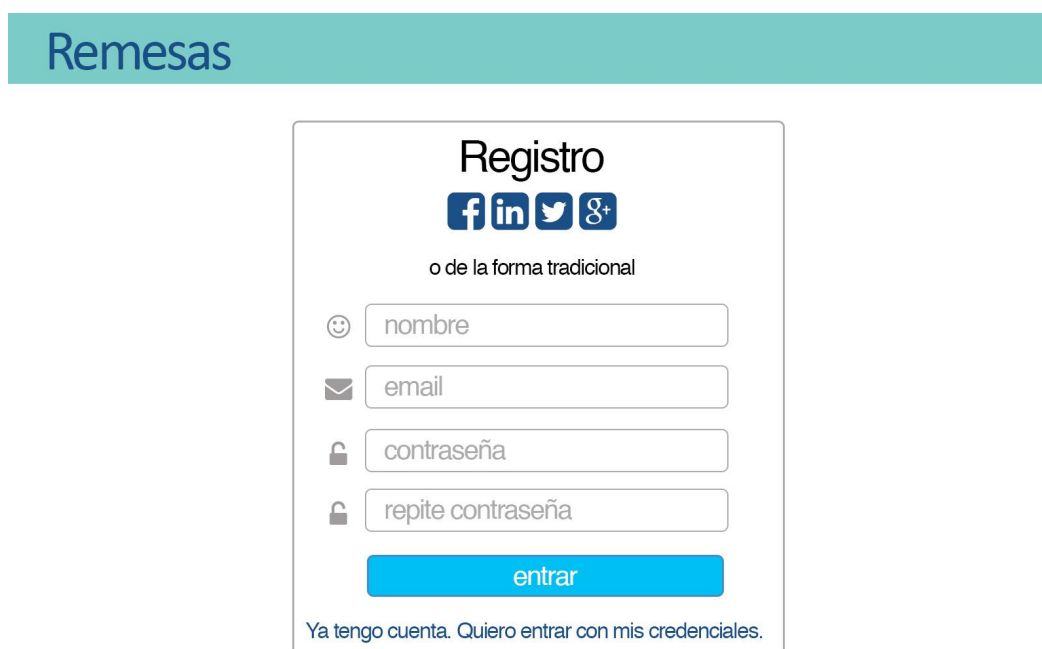 Remesas
Registro
f in g+
o de la forma tradicional
nombre
email
contraseña
repite contraseña
entrar
Ya tengo cuenta. Quiero entrar con mis credenciales.